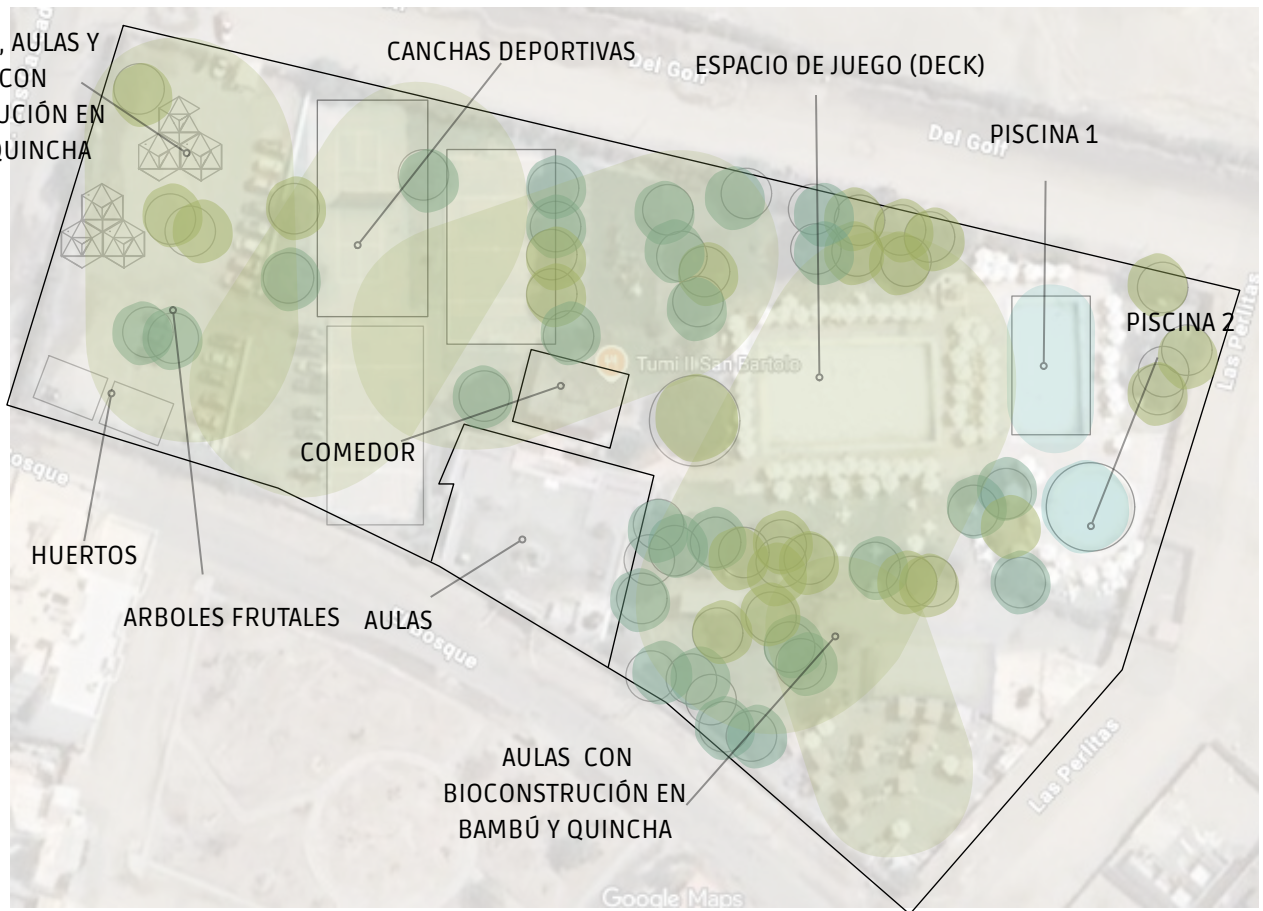 , AULAS Y
CON
UCIÓN EN
QUINCHA
CANCHAS DEPORTIVAS
ESPACIO DE JUEGO (DECK)
PISCINA 1
PISCINA 2
COMEDOR
HUERTOS
ARBOLES FRUTALES
AULAS
AULAS CON
BIOCONSTRUCIÓN EN
BAMBÚ Y QUINCHA
Del Golf
Del Golf
Las Perlitas
Las Perlitas
Tumi II San Bartolo
osque
Bosque
Google Maps